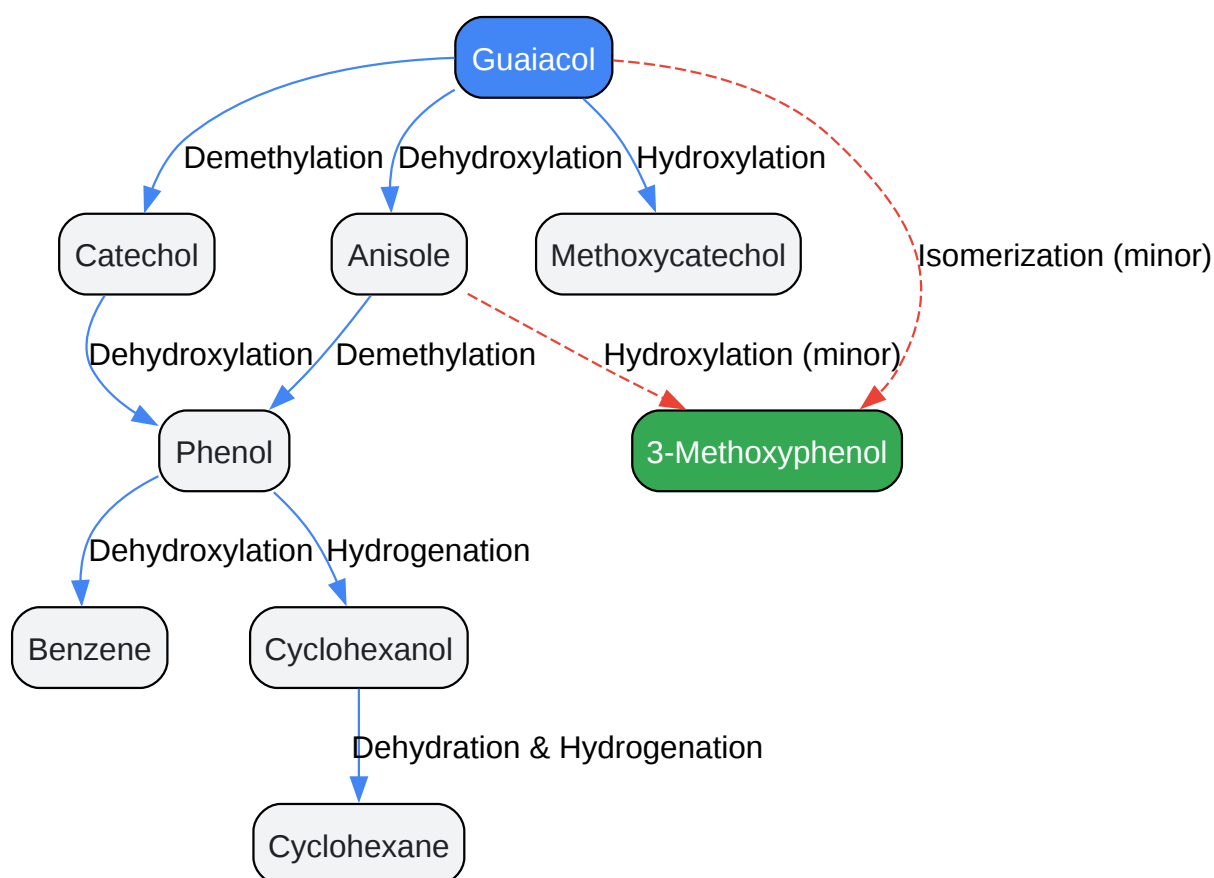 Guaiacol
Demethylation
Dehydroxylation
Hydroxylation
Catechol
Anisole
Methoxycatechol
Isomerization (minor)
Dehydroxylation
Demethylation
Hydroxylation (minor)
Phenol
3-Methoxyphenol
Dehydroxylation
Hydrogenation
Benzene
Cyclohexanol
Dehydration & Hydrogenation
Cyclohexane